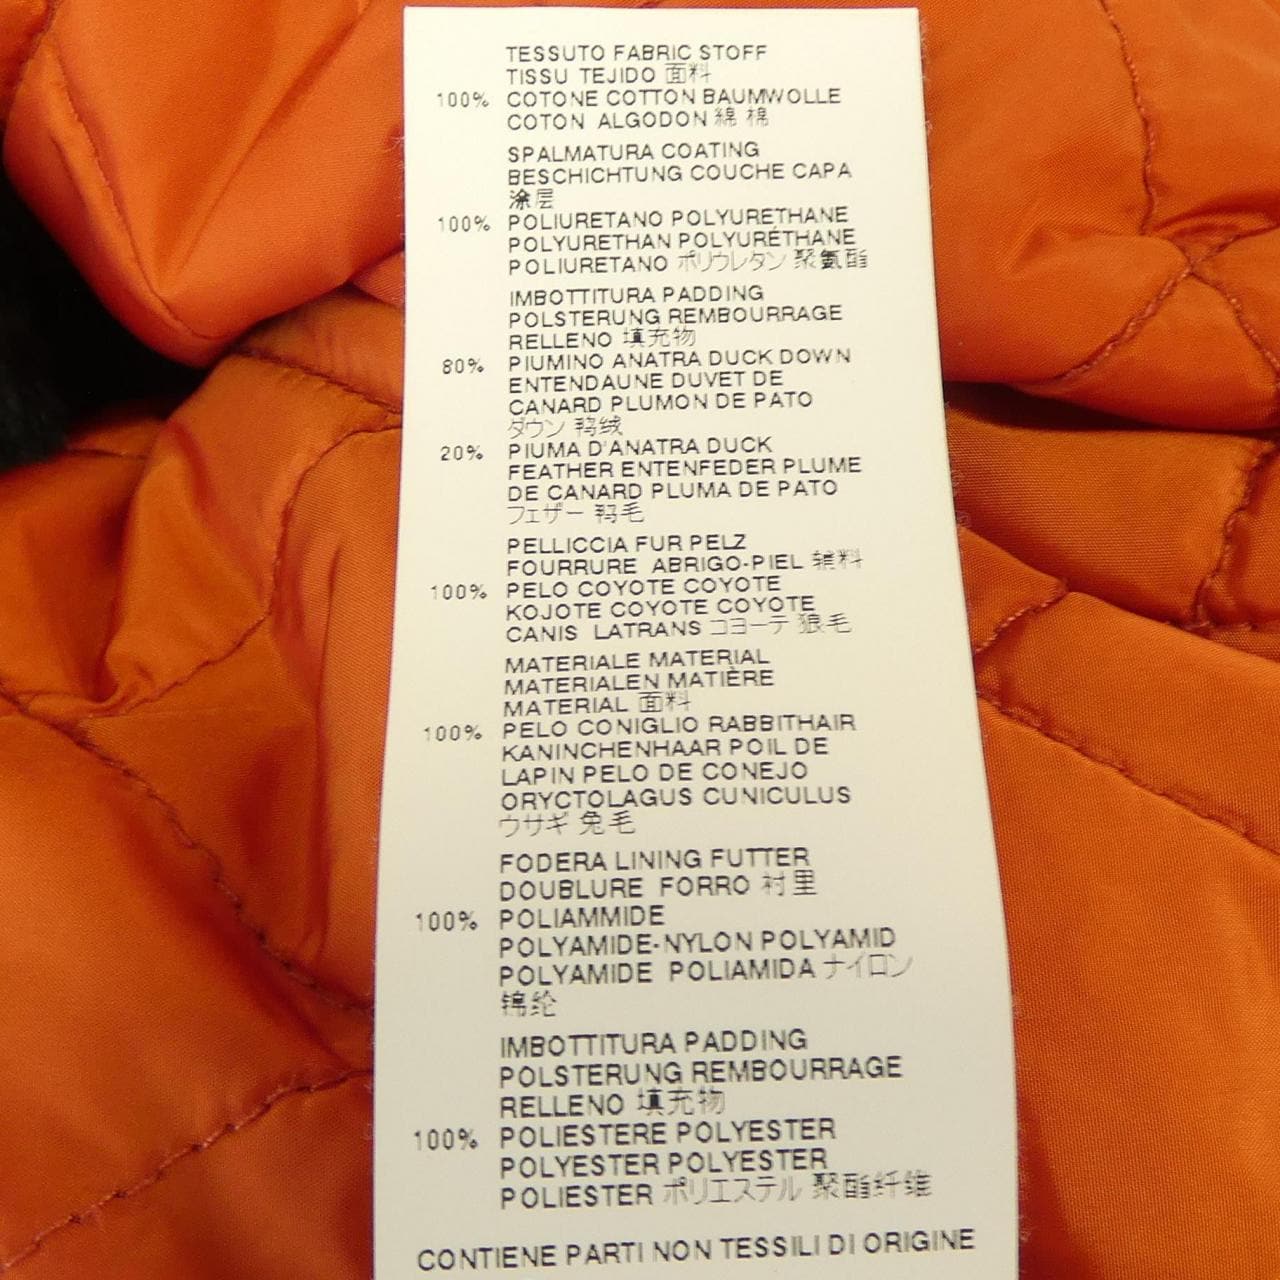 TESSUTO FABRIC STOFF
TISSU TEJIDO 面料
100% COTONE COTTON BAUMWOLLE
COTON ALGODON 綿 棉
SPALMATURA COATING
BESCHICHTUNG COUCHE CAPA
涂层
100% POLIURETANO POLYURETHANE
POLYURETHAN POLYURÉTHANE
POLIURETANO ポリウレタン 聚氨酯
IMBOTTITURA PADDING
POLSTERUNG REMBOURRAGE
RELLENO 填充物
80% PIUMINO ANATRA DUCK DOWN
ENTENDAUNE DUVET DE
CANARD PLUMON DE PATO
ダウン 鸭绒
20% PIUMA D'ANATRA DUCK
FEATHER ENTENFEDER PLUME
DE CANARD PLUMA DE PATO
フェザー 鸭毛
PELLICCIA FUR PELZ
FOURRURE ABRIGO-PIEL 辅料
100% PELO COYOTE COYOTE
KOJOTE COYOTE COYOTE
CANIS LATRANS コヨーテ 狼毛
MATERIALE MATERIAL
MATERIALEN MATIÈRE
MATERIAL 面料
100% PELO CONIGLIO RABBITHAIR
KANINCHENHAAR POIL DE
LAPIN PELO DE CONEJO
ORYCTOLAGUS CUNICULUS
ウサギ 兔毛
FODERA LINING FUTTER
DOUBLURE FORRO 衬里
100% POLIAMMIDE
POLYAMIDE-NYLON POLYAMID
POLYAMIDE POLIAMIDA ナイロン
锦纶
IMBOTTITURA PADDING
POLSTERUNG REMBOURRAGE
RELLENO 填充物
100% POLIESTERE POLYESTER
POLYESTER POLYESTER
POLIESTER ポリエステル 聚酯纤维
CONTIENE PARTI NON TESSILI DI ORIGINE